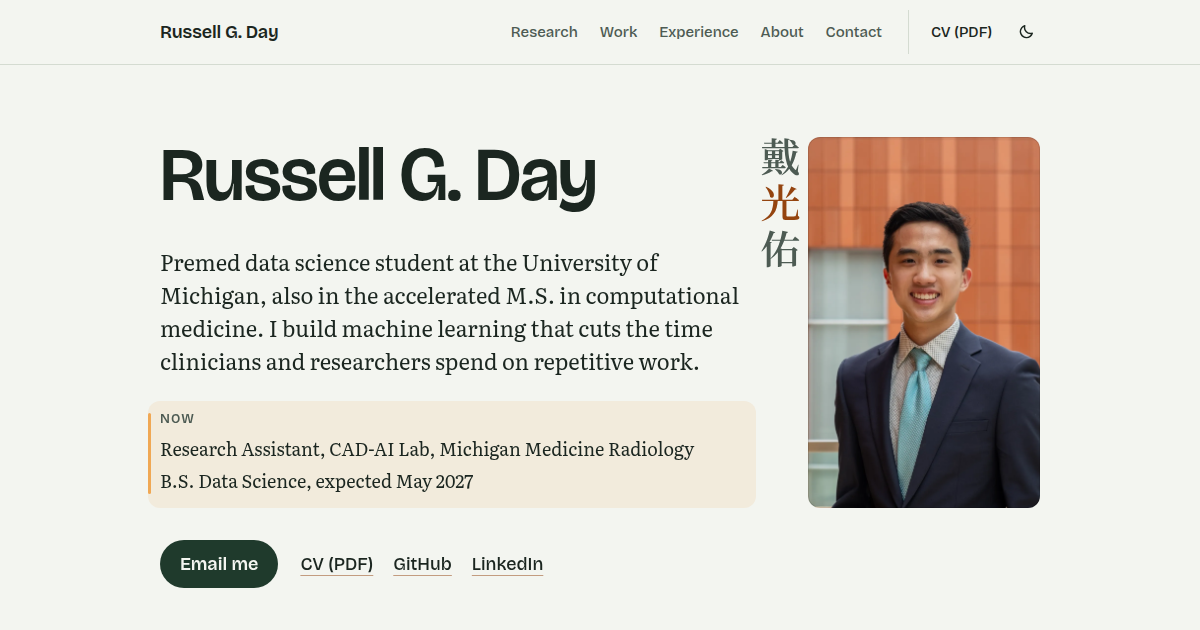 Russell G. Day
Research Work Experience About Contact CV (PDF)
Russell G. Day
戴光佑
Premed data science student at the University of
Michigan, also in the accelerated M.S. in computational
medicine. I build machine learning that cuts the time
clinicians and researchers spend on repetitive work.
NOW
Research Assistant, CAD-AI Lab, Michigan Medicine Radiology
B.S. Data Science, expected May 2027
Email me CV (PDF) GitHub LinkedIn